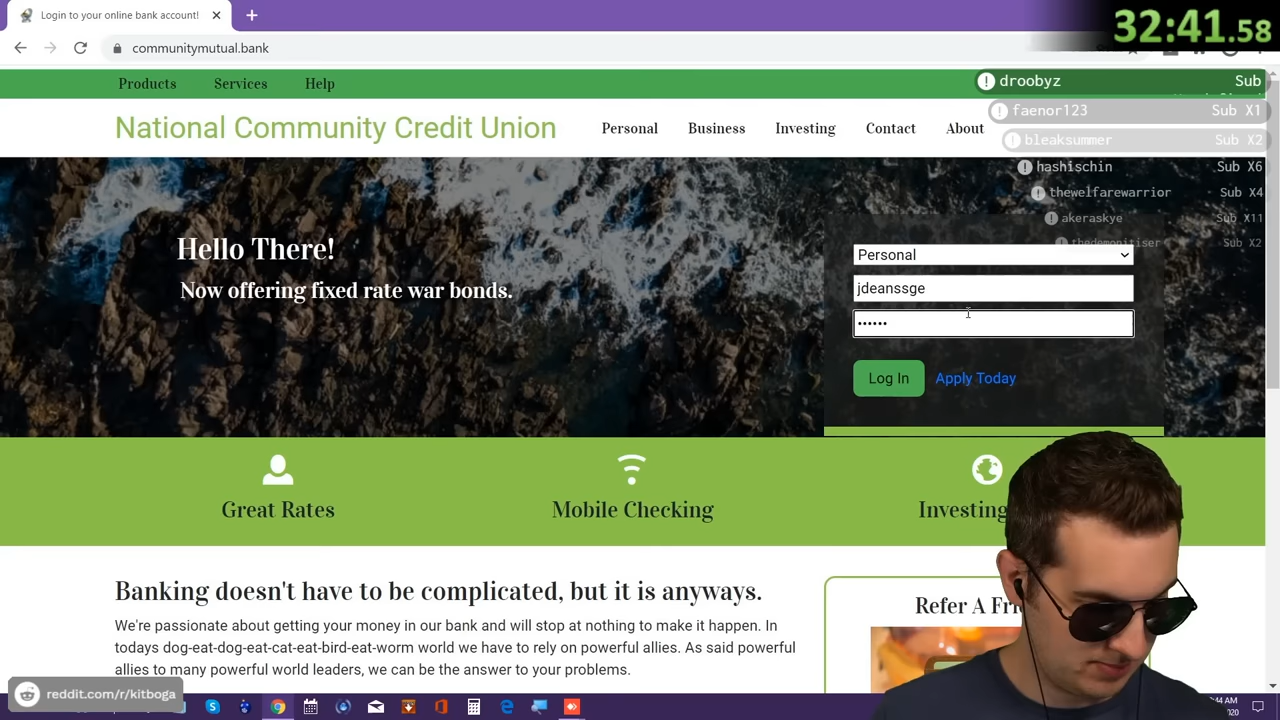 Login to your online bank account!
32:41.58
communitymutual.bank
Products Services Help
droobyz Sub
faenor123 Sub X1
National Community Credit Union
Personal Business Investing Contact About
bleaksummer Sub X2
hashischin Sub X6
thewelfarewarrior Sub X4
akeraskye Sub X11
thedemonitiser Sub X2
Hello There!
Now offering fixed rate war bonds.
Personal
jdeanssge
••••••
Log In Apply Today
Great Rates
Mobile Checking
Investing
Banking doesn't have to be complicated, but it is anyways.
We're passionate about getting your money in our bank and will stop at nothing to make it happen. In
todays dog-eat-dog-eat-cat-eat-bird-eat-worm world we have to rely on powerful allies. As said powerful
allies to many powerful world leaders, we can be the answer to your problems.
Refer A
reddit.com/r/kitboga